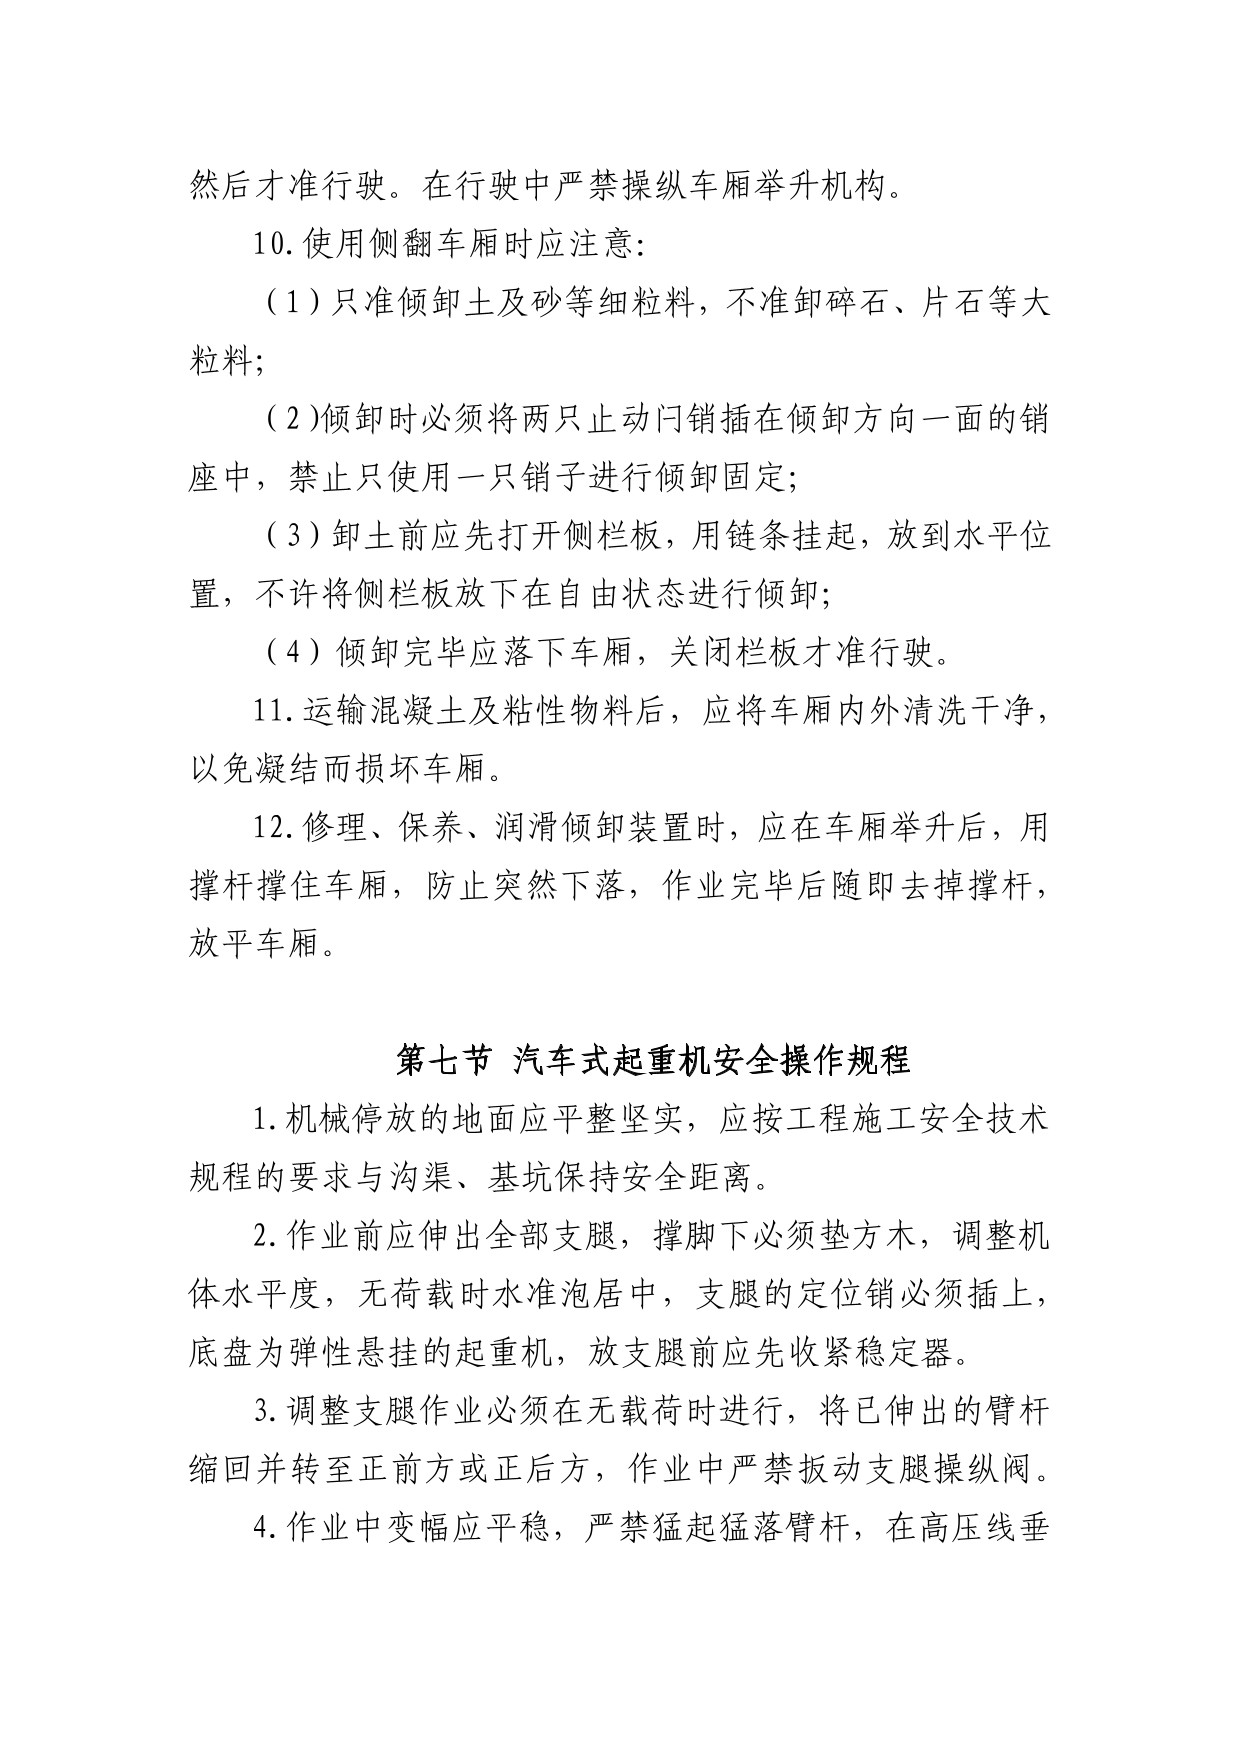 然后才准行驶。在行驶中严禁操纵车厢举升机构。
10.使用侧翻车厢时应注意：
（1）只准倾卸土及砂等细粒料，不准卸碎石、片石等大
粒料；
（2)倾卸时必须将两只止动闩销插在倾卸方向一面的销
座中，禁止只使用一只销子进行倾卸固定；
（3）卸土前应先打开侧栏板，用链条挂起，放到水平位
置，不许将侧栏板放下在自由状态进行倾卸；
（4）倾卸完毕应落下车厢，关闭栏板才准行驶。
11.运输混凝土及粘性物料后，应将车厢内外清洗干净，
以免凝结而损坏车厢。
12.修理、保养、润滑倾卸装置时，应在车厢举升后，用
撑杆撑住车厢，防止突然下落，作业完毕后随即去掉撑杆，
放平车厢。
第七节 汽车式起重机安全操作规程
1.机械停放的地面应平整坚实，应按工程施工安全技术
规程的要求与沟渠、基坑保持安全距离。
2.作业前应伸出全部支腿，撑脚下必须垫方木，调整机
体水平度，无荷载时水准泡居中，支腿的定位销必须插上，
底盘为弹性悬挂的起重机，放支腿前应先收紧稳定器。
3.调整支腿作业必须在无载荷时进行，将已伸出的臂杆
缩回并转至正前方或正后方，作业中严禁扳动支腿操纵阀。
4.作业中变幅应平稳，严禁猛起猛落臂杆，在高压线垂